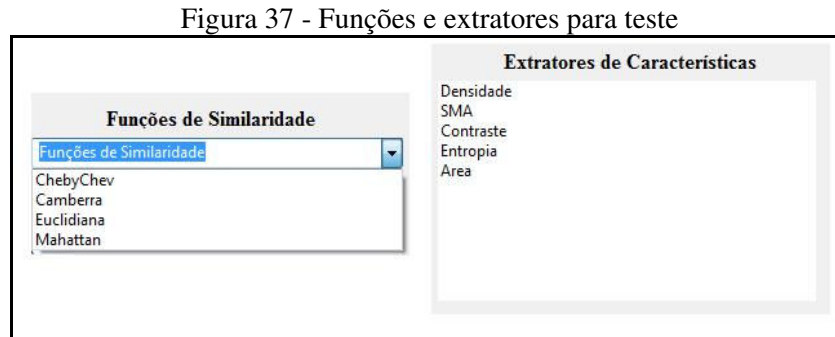 Figura 37 - Funções e extratores para teste
Funções de Similaridade
Funções de Similaridade
ChebyChev
Camberra
Euclidiana
Mahattan
Extratores de Características
Densidade
SMA
Contraste
Entropia
Area